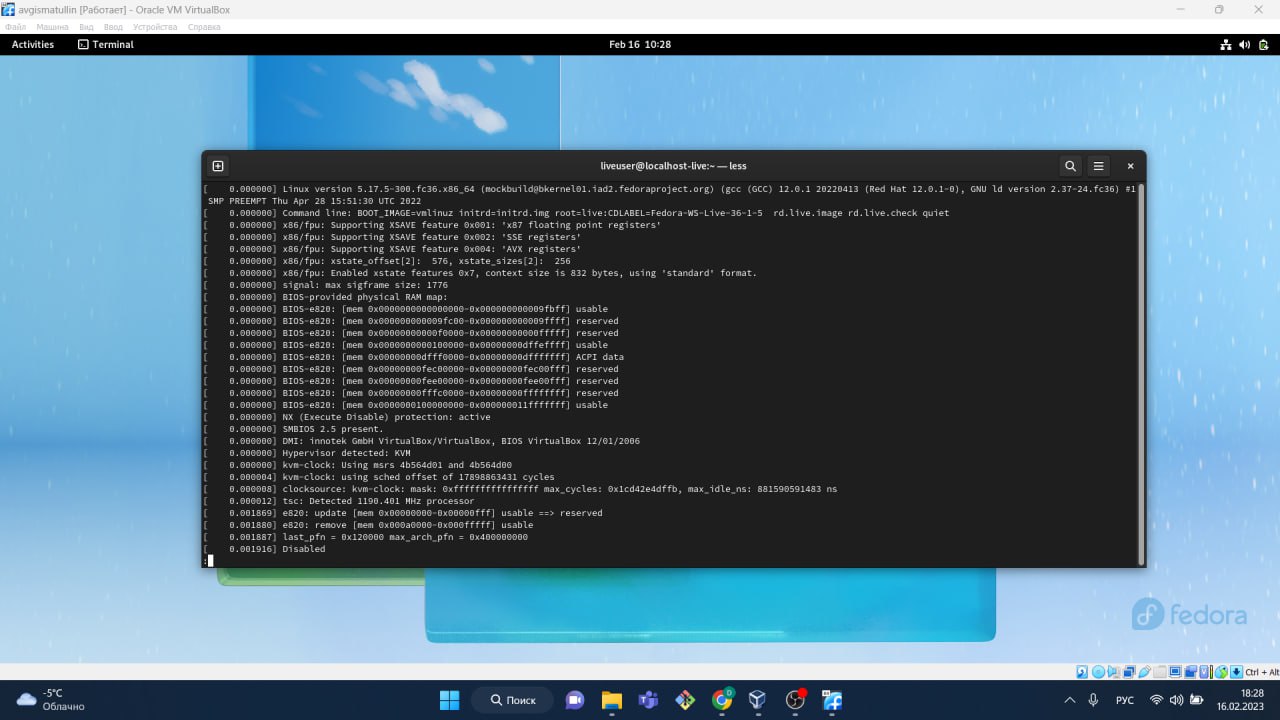 avgismatullin [Работает] - Oracle VM VirtualBox
Файл Машина Вид Ввод Устройства Справка
Activities Terminal Feb 16 10:28
liveuser@localhost-live:~ — less
[    0.000000] Linux version 5.17.5-300.fc36.x86_64 (mockbuild@bkernel01.iad2.fedoraproject.org) (gcc (GCC) 12.0.1 20220413 (Red Hat 12.0.1-0), GNU ld version 2.37-24.fc36) #1
SMP PREEMPT Thu Apr 28 15:51:30 UTC 2022
[    0.000000] Command line: BOOT_IMAGE=vmlinuz initrd=initrd.img root=live:CDLABEL=Fedora-WS-Live-36-1-5  rd.live.image rd.live.check quiet
[    0.000000] x86/fpu: Supporting XSAVE feature 0x001: 'x87 floating point registers'
[    0.000000] x86/fpu: Supporting XSAVE feature 0x002: 'SSE registers'
[    0.000000] x86/fpu: Supporting XSAVE feature 0x004: 'AVX registers'
[    0.000000] x86/fpu: xstate_offset[2]:  576, xstate_sizes[2]:  256
[    0.000000] x86/fpu: Enabled xstate features 0x7, context size is 832 bytes, using 'standard' format.
[    0.000000] signal: max sigframe size: 1776
[    0.000000] BIOS-provided physical RAM map:
[    0.000000] BIOS-e820: [mem 0x0000000000000000-0x000000000009fbff] usable
[    0.000000] BIOS-e820: [mem 0x000000000009fc00-0x000000000009ffff] reserved
[    0.000000] BIOS-e820: [mem 0x00000000000f0000-0x00000000000fffff] reserved
[    0.000000] BIOS-e820: [mem 0x0000000000100000-0x00000000dffeffff] usable
[    0.000000] BIOS-e820: [mem 0x00000000dfff0000-0x00000000dfffffff] ACPI data
[    0.000000] BIOS-e820: [mem 0x00000000fec00000-0x00000000fec00fff] reserved
[    0.000000] BIOS-e820: [mem 0x00000000fee00000-0x00000000fee00fff] reserved
[    0.000000] BIOS-e820: [mem 0x00000000fffc0000-0x00000000ffffffff] reserved
[    0.000000] BIOS-e820: [mem 0x0000000100000000-0x000000011fffffff] usable
[    0.000000] NX (Execute Disable) protection: active
[    0.000000] SMBIOS 2.5 present.
[    0.000000] DMI: innotek GmbH VirtualBox/VirtualBox, BIOS VirtualBox 12/01/2006
[    0.000000] Hypervisor detected: KVM
[    0.000000] kvm-clock: Using msrs 4b564d01 and 4b564d00
[    0.000004] kvm-clock: using sched offset of 17898863431 cycles
[    0.000008] clocksource: kvm-clock: mask: 0xffffffffffffffff max_cycles: 0x1cd42e4dffb, max_idle_ns: 881590591483 ns
[    0.000012] tsc: Detected 1190.401 MHz processor
[    0.001869] e820: update [mem 0x00000000-0x00000fff] usable ==> reserved
[    0.001880] e820: remove [mem 0x000a0000-0x000fffff] usable
[    0.001887] last_pfn = 0x120000 max_arch_pfn = 0x400000000
[    0.001916] Disabled
:
fedora
Ctrl + Alt
-5°C
Облачно
Поиск
РУС
18:28
16.02.2023